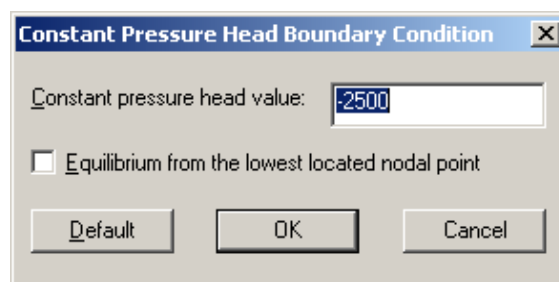 Constant Pressure Head Boundary Condition
Constant pressure head value: -2500
Equilibrium from the lowest located nodal point
Default OK Cancel